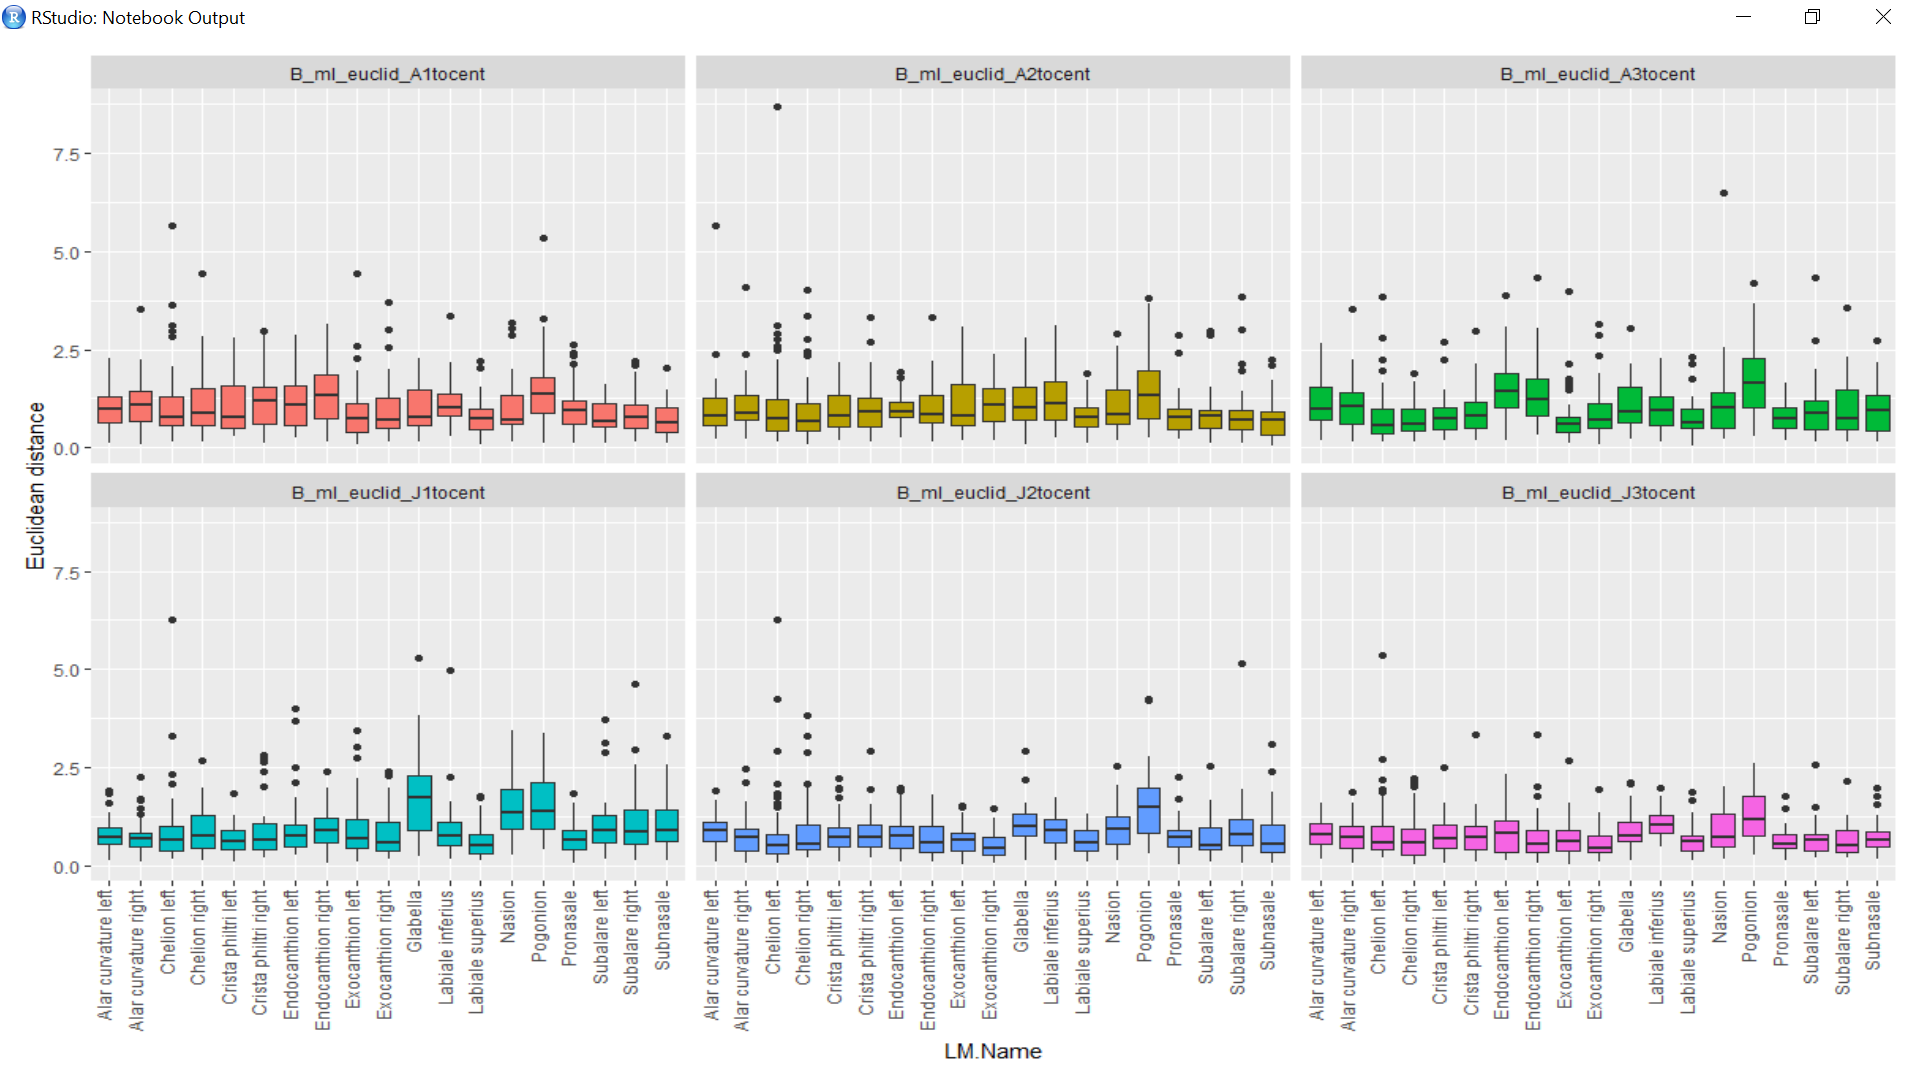 RStudio: Notebook Output
B_ml_euclid_A1tocent
B_ml_euclid_A2tocent
B_ml_euclid_A3tocent
7.5
5.0
2.5
0.0
Euclidean distance
B_ml_euclid_J1tocent
B_ml_euclid_J2tocent
B_ml_euclid_J3tocent
7.5
5.0
2.5
0.0
Alar curvature left
Alar curvature right
Chelion left
Chelion right
Crista philtri left
Crista philtri right
Endocanthion left
Endocanthion right
Exocanthion left
Exocanthion right
Glabella
Labiale inferius
Labiale superius
Nasion
Pogonion
Pronasale
Subalare left
Subalare right
Subnasale
Alar curvature left
Alar curvature right
Chelion left
Chelion right
Crista philtri left
Crista philtri right
Endocanthion left
Endocanthion right
Exocanthion left
Exocanthion right
Glabella
Labiale inferius
Labiale superius
Nasion
Pogonion
Pronasale
Subalare left
Subalare right
Subnasale
Alar curvature left
Alar curvature right
Chelion left
Chelion right
Crista philtri left
Crista philtri right
Endocanthion left
Endocanthion right
Exocanthion left
Exocanthion right
Glabella
Labiale inferius
Labiale superius
Nasion
Pogonion
Pronasale
Subalare left
Subalare right
Subnasale
LM.Name